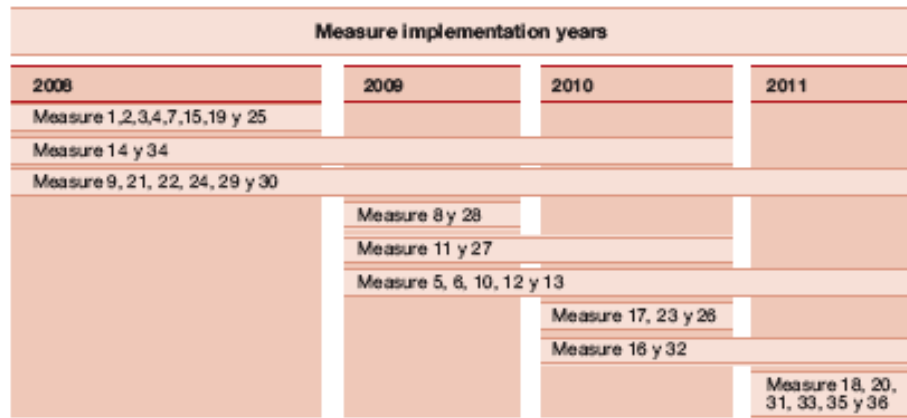 Measure implementation years
2008
2009
2010
2011
Measure 1,2,3,4,7,15,19 y 25
Measure 14 y 34
Measure 9, 21, 22, 24, 29 y 30
Measure 8 y 28
Measure 11 y 27
Measure 5, 6, 10, 12 y 13
Measure 17, 23 y 26
Measure 16 y 32
Measure 18, 20,
31, 33, 35 y 36